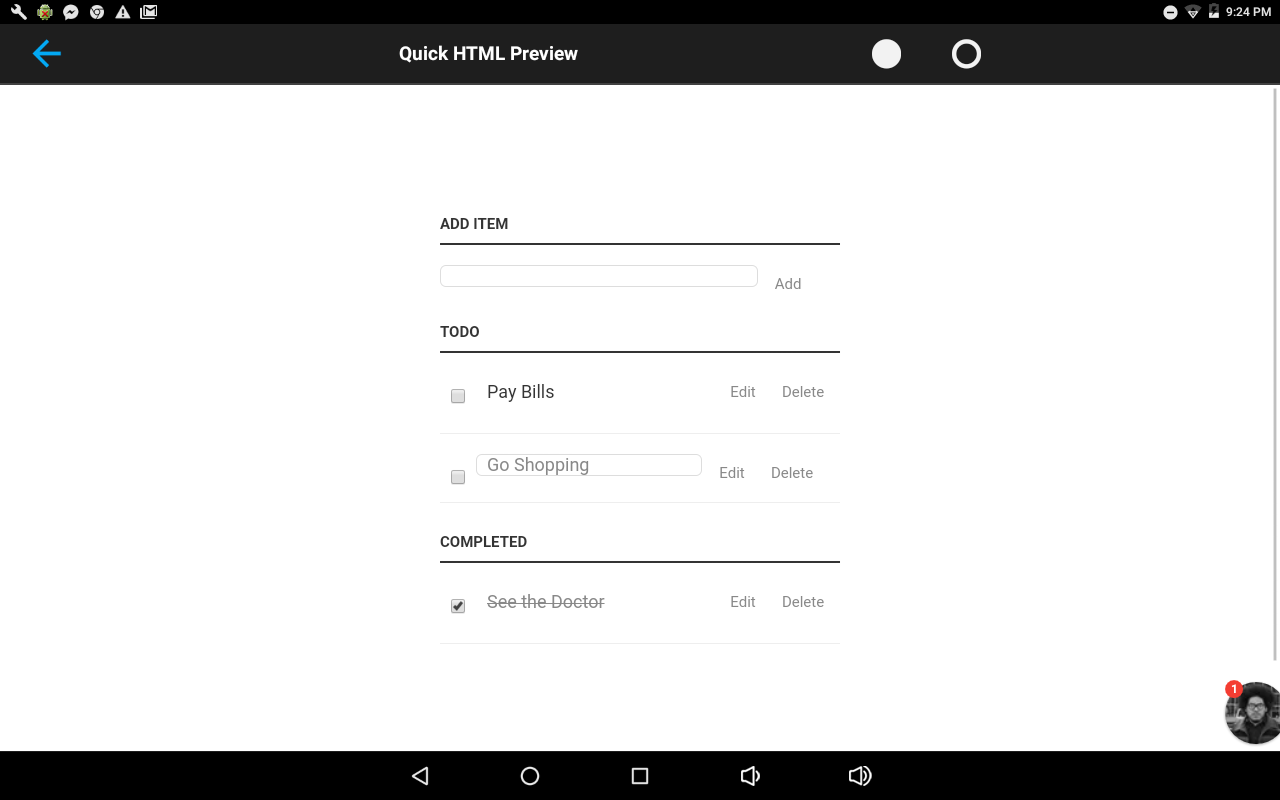 9:24 PM
Quick HTML Preview
ADD ITEM
Add
TODO
Pay Bills Edit Delete
Go Shopping Edit Delete
COMPLETED
See the Doctor Edit Delete
1